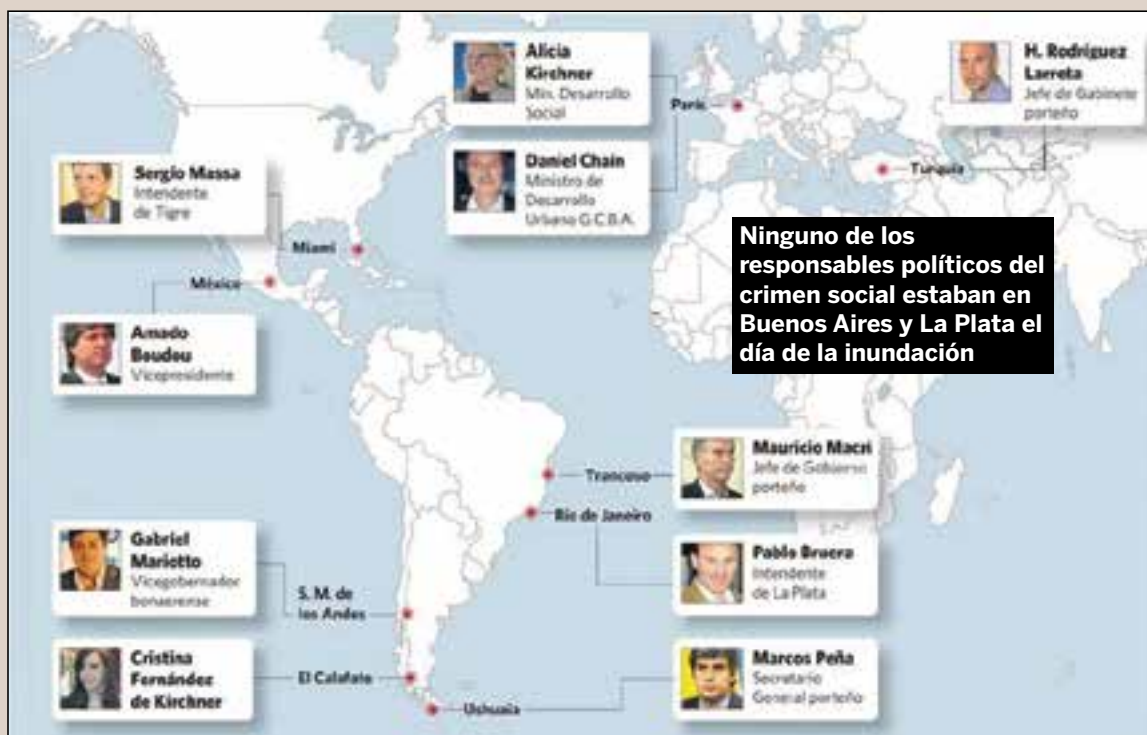 Alicia
Kirchner
Min. Desarrollo
Social
París
H. Rodriguez
Larreta
Jefe de Gabinete
porteño
Daniel Chain
Ministro de
Desarrollo
Urbano G.C.B.A.
Turquía
Sergio Massa
Intendente
de Tigre
Miami
México
Ninguno de los
responsables políticos del
crimen social estaban en
Buenos Aires y La Plata el
día de la inundación
Amado
Boudou
Vicepresidente
Mauricio Macri
Jefe de Gobierno
porteño
Trancoso
Río de Janeiro
Gabriel
Mariotto
Vicegobernador
bonaerense
S. M. de
los Andes
Pablo Bruera
Intendente
de La Plata
Cristina
Fernández
de Kirchner
El Calafate
Ushuaia
Marcos Peña
Secretario
General porteño